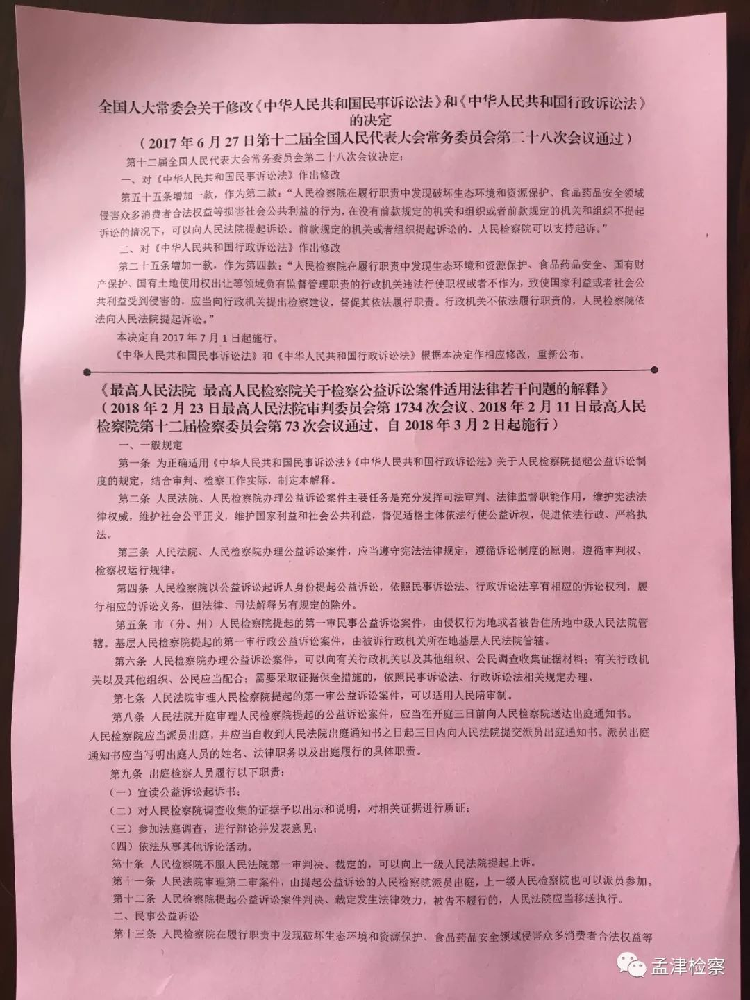 全国人大常委会关于修改《中华人民共和国民事诉讼法》和《中华人民共和国行政诉讼法》
的决定
（2017 年 6 月 27 日第十二届全国人民代表大会常务委员会第二十八次会议通过）
第十二届全国人民代表大会常务委员会第二十八次会议决定：
一、对《中华人民共和国民事诉讼法》作出修改
第五十五条增加一款，作为第二款：“人民检察院在履行职责中发现破坏生态环境和资源保护、食品药品安全领域
侵害众多消费者合法权益等损害社会公共利益的行为，在没有前款规定的机关和组织或者前款规定的机关和组织不提起
诉讼的情况下，可以向人民法院提起诉讼。前款规定的机关或者组织提起诉讼的，人民检察院可以支持起诉。”
二、对《中华人民共和国行政诉讼法》作出修改
第二十五条增加一款，作为第四款：“人民检察院在履行职责中发现生态环境和资源保护、食品药品安全、国有财
产保护、国有土地使用权出让等领域负有监督管理职责的行政机关违法行使职权或者不作为，致使国家利益或者社会公
共利益受到侵害的，应当向行政机关提出检察建议，督促其依法履行职责。行政机关不依法履行职责的，人民检察院依
法向人民法院提起诉讼。”
本决定自 2017 年 7 月 1 日起施行。
《中华人民共和国民事诉讼法》和《中华人民共和国行政诉讼法》根据本决定作相应修改，重新公布。
《最高人民法院 最高人民检察院关于检察公益诉讼案件适用法律若干问题的解释》
（2018 年 2 月 23 日最高人民法院审判委员会第 1734 次会议、2018 年 2 月 11 日最高人民
检察院第十二届检察委员会第 73 次会议通过，自 2018 年 3 月 2 日起施行）
一、一般规定
第一条 为正确适用《中华人民共和国民事诉讼法》《中华人民共和国行政诉讼法》关于人民检察院提起公益诉讼制
度的规定，结合审判、检察工作实际，制定本解释。
第二条 人民法院、人民检察院办理公益诉讼案件主要任务是充分发挥司法审判、法律监督职能作用，维护宪法法
律权威，维护社会公平正义，维护国家利益和社会公共利益，督促适格主体依法行使公益诉权，促进依法行政、严格执
法。
第三条 人民法院、人民检察院办理公益诉讼案件，应当遵守宪法法律规定，遵循诉讼制度的原则，遵循审判权、
检察权运行规律。
第四条 人民检察院以公益诉讼起诉人身份提起公益诉讼，依照民事诉讼法、行政诉讼法享有相应的诉讼权利，履
行相应的诉讼义务，但法律、司法解释另有规定的除外。
第五条 市（分、州）人民检察院提起的第一审民事公益诉讼案件，由侵权行为地或者被告住所地中级人民法院管
辖。基层人民检察院提起的第一审行政公益诉讼案件，由被诉行政机关所在地基层人民法院管辖。
第六条 人民检察院办理公益诉讼案件，可以向有关行政机关以及其他组织、公民调查收集证据材料；有关行政机
关以及其他组织、公民应当配合；需要采取证据保全措施的，依照民事诉讼法、行政诉讼法相关规定办理。
第七条 人民法院审理人民检察院提起的第一审公益诉讼案件，可以适用人民陪审制。
第八条 人民法院开庭审理人民检察院提起的公益诉讼案件，应当在开庭三日前向人民检察院送达出庭通知书。
人民检察院应当派员出庭，并应当自收到人民法院出庭通知书之日起三日内向人民法院提交派员出庭通知书。派员出庭
通知书应当写明出庭人员的姓名、法律职务以及出庭履行的具体职责。
第九条 出庭检察人员履行以下职责：
（一）宣读公益诉讼起诉书；
（二）对人民检察院调查收集的证据予以出示和说明，对相关证据进行质证；
（三）参加法庭调查，进行辩论并发表意见；
（四）依法从事其他诉讼活动。
第十条 人民检察院不服人民法院第一审判决、裁定的，可以向上一级人民法院提起上诉。
第十一条 人民法院审理第二审案件，由提起公益诉讼的人民检察院派员出庭，上一级人民检察院也可以派员参加。
第十二条 人民检察院提起公益诉讼案件判决、裁定发生法律效力，被告不履行的，人民法院应当移送执行。
二、民事公益诉讼
第十三条 人民检察院在履行职责中发现破坏生态环境和资源保护、食品药品安全领域侵害众多消费者合法权益等
孟津检察